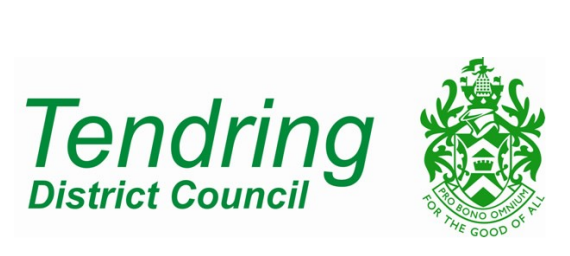 Tendring
District Council
PRO BONO OMNIUM
FOR THE GOOD OF ALL